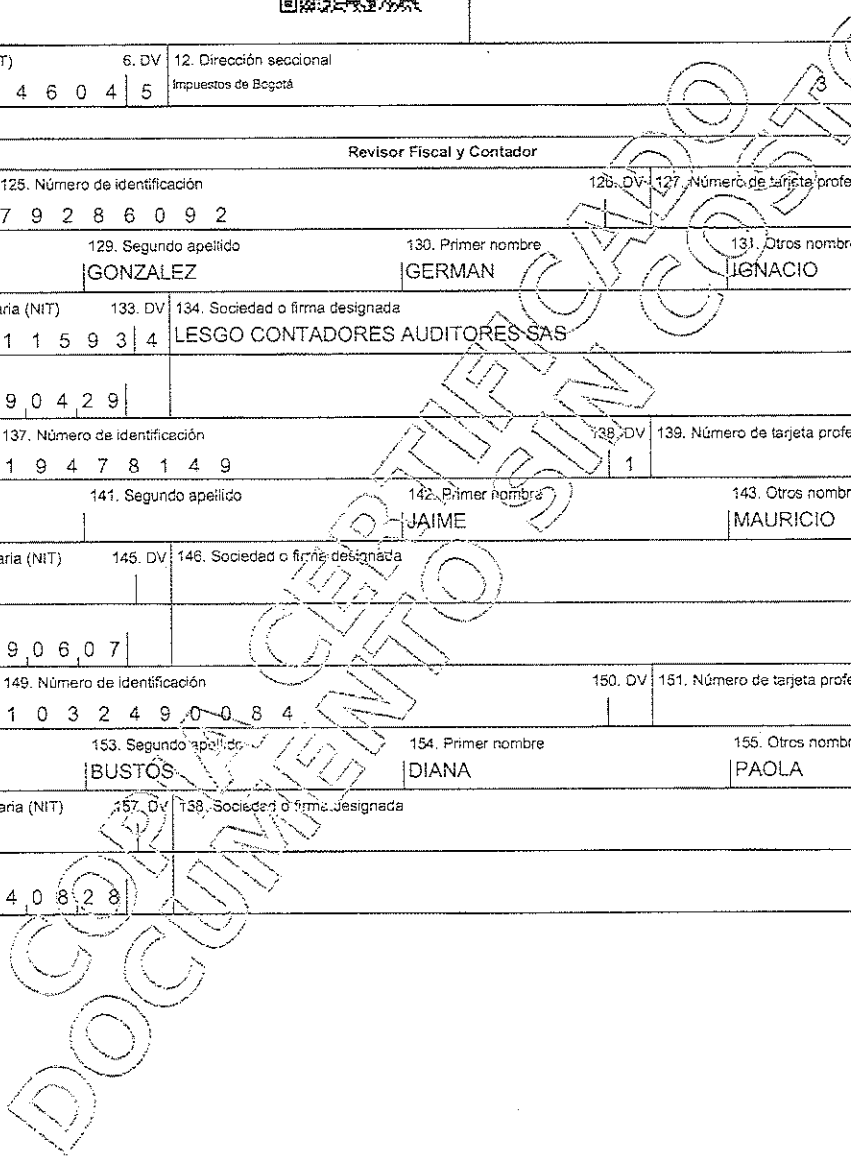 T) 6. DV 12. Dirección seccional
4 6 0 4 5 Impuestos de Bogotá 3
Revisor Fiscal y Contador
125. Número de identificación 126. DV 127. Número de tarjeta profe
7 9 2 8 6 0 9 2
129. Segundo apellido 130. Primer nombre 131. Otros nombre
GONZALEZ GERMAN IGNACIO
aria (NIT) 133. DV 134. Sociedad o firma designada
1 1 5 9 3 4 LESGO CONTADORES AUDITORES SAS
9 0 4 2 9
137. Número de identificación 138. DV 139. Número de tarjeta profe
1 9 4 7 8 1 4 9 1
141. Segundo apellido 142. Primer nombre 143. Otros nombr
JAIME MAURICIO
aria (NIT) 145. DV 146. Sociedad o firma designada
9 0 6 0 7
149. Número de identificación 150. DV 151. Número de tarjeta profe
1 0 3 2 4 9 0 0 8 4
153. Segundo apellido 154. Primer nombre 155. Otros nombr
BUSTOS DIANA PAOLA
aria (NIT) 157. DV 158. Sociedad o firma designada
4 0 8 2 8
COPIA CERTIFICADO
DOCUMENTO SIN COSTO